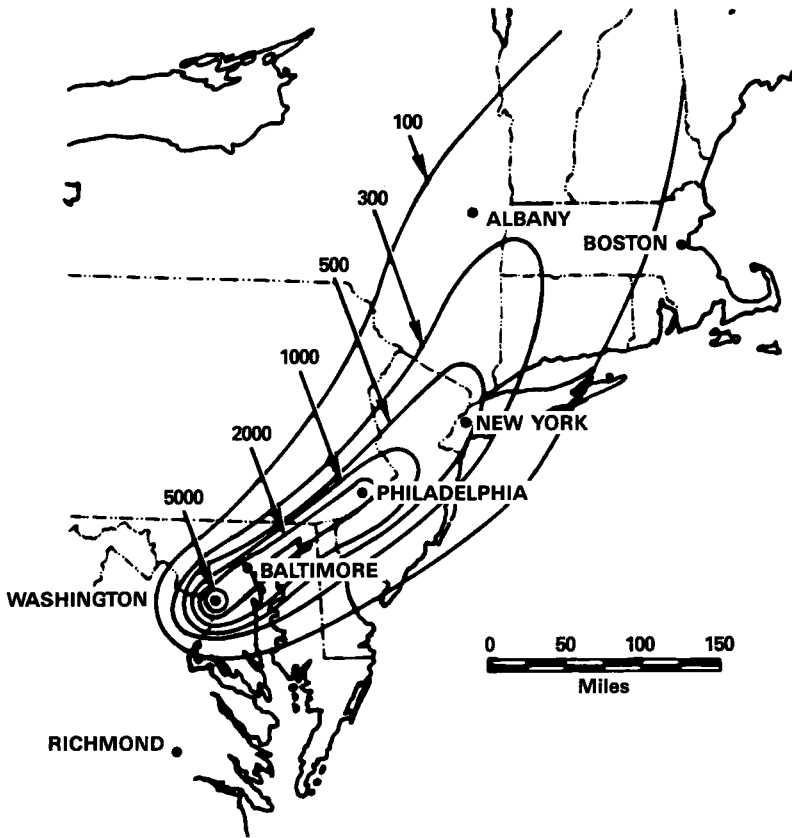 100
300
ALBANY
BOSTON
500
1000
NEW YORK
2000
5000
PHILADELPHIA
BALTIMORE
WASHINGTON
0 50 100 150
Miles
RICHMOND